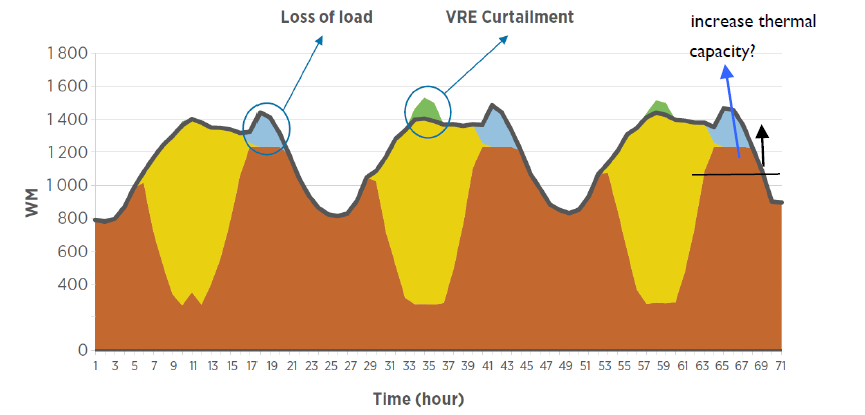 Loss of load
VRE Curtailment
increase thermal
capacity?
1 800
1 600
1 400
1 200
1 000
800
600
400
0
WM
1 3 5 7 9 11 13 15 17 19 21 23 25 27 29 31 33 35 37 39 41 43 45 47 49 51 53 55 57 59 61 63 65 67 69 71
Time (hour)